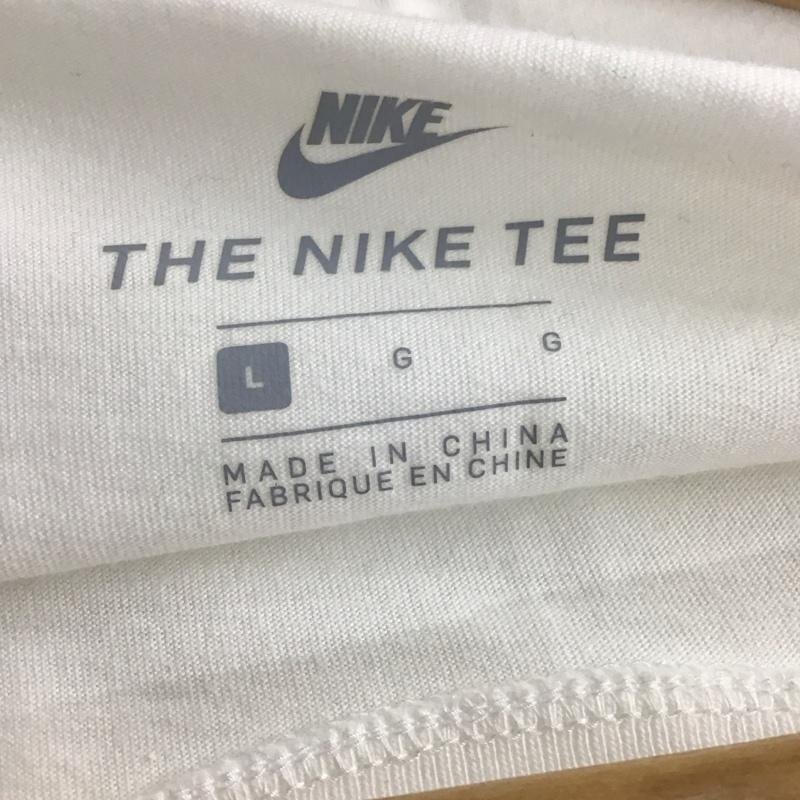 NIKE
THE NIKE TEE
L G G
MADE IN CHINA
FABRIQUE EN CHINE